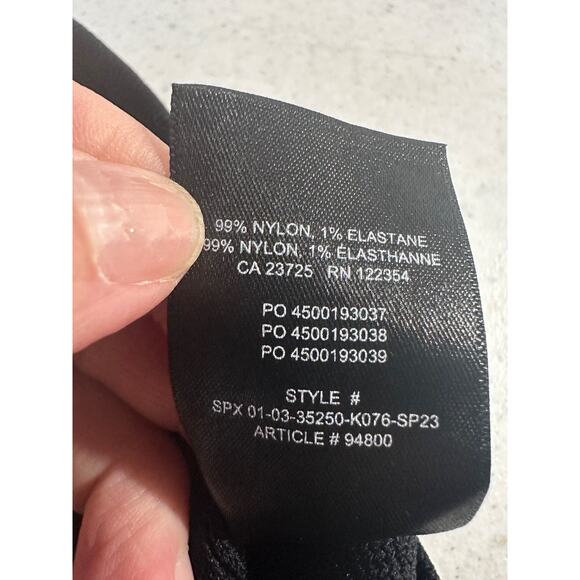 99% NYLON, 1% ELASTANE
99% NYLON, 1% ÉLASTHANNE
CA 23725 RN 122354
PO 4500193037
PO 4500193038
PO 4500193039
STYLE #
SPX 01-03-35250-K076-SP23
ARTICLE # 94800